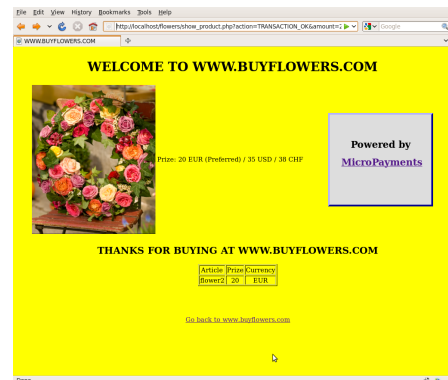 File Edit View History Bookmarks Tools Help
http://localhost/flowers/show_product.php?action=TRANSACTION_OK&amount=2
Google
WWW.BUYFLOWERS.COM
WELCOME TO WWW.BUYFLOWERS.COM
Prize: 20 EUR (Preferred) / 35 USD / 38 CHF
Powered by
MicroPayments
THANKS FOR BUYING AT WWW.BUYFLOWERS.COM
Article Prize Currency
flower2 20 EUR
Go back to www.buyflowers.com
Done